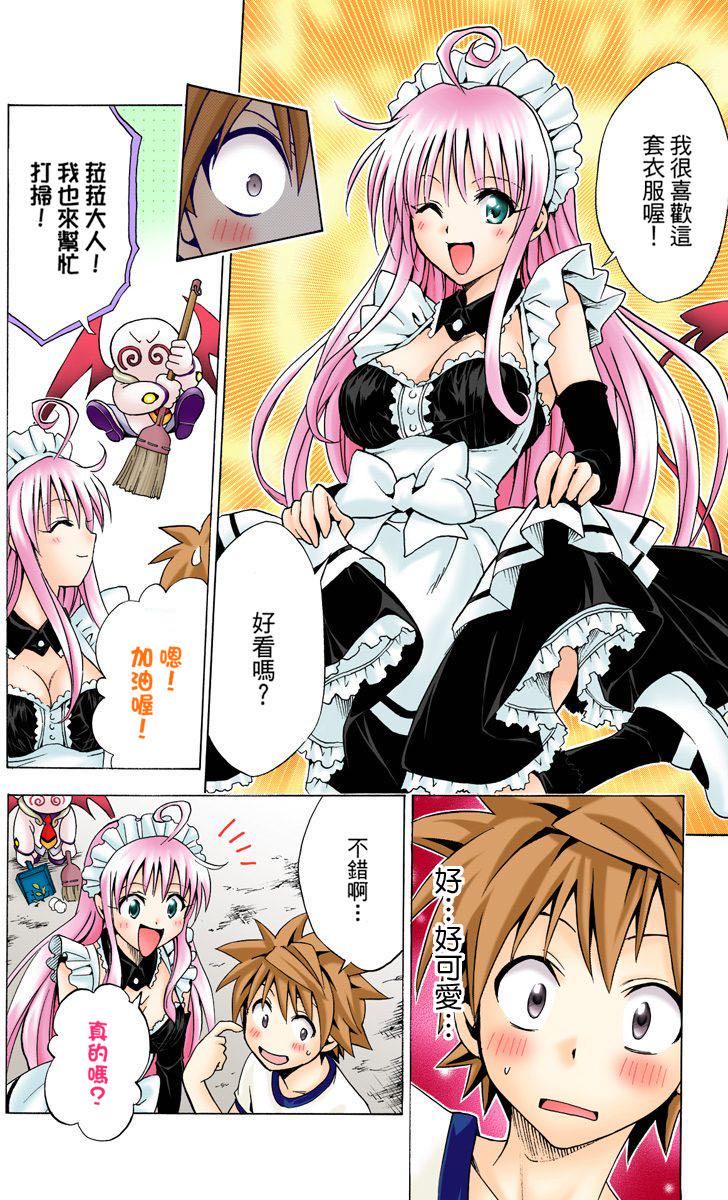 我很喜歡這
套衣服喔！
好看嗎？
菈菈大人！
我也來幫忙
打掃！
嗯！
加油喔！
好…好可愛…
不錯啊…
真的嗎？